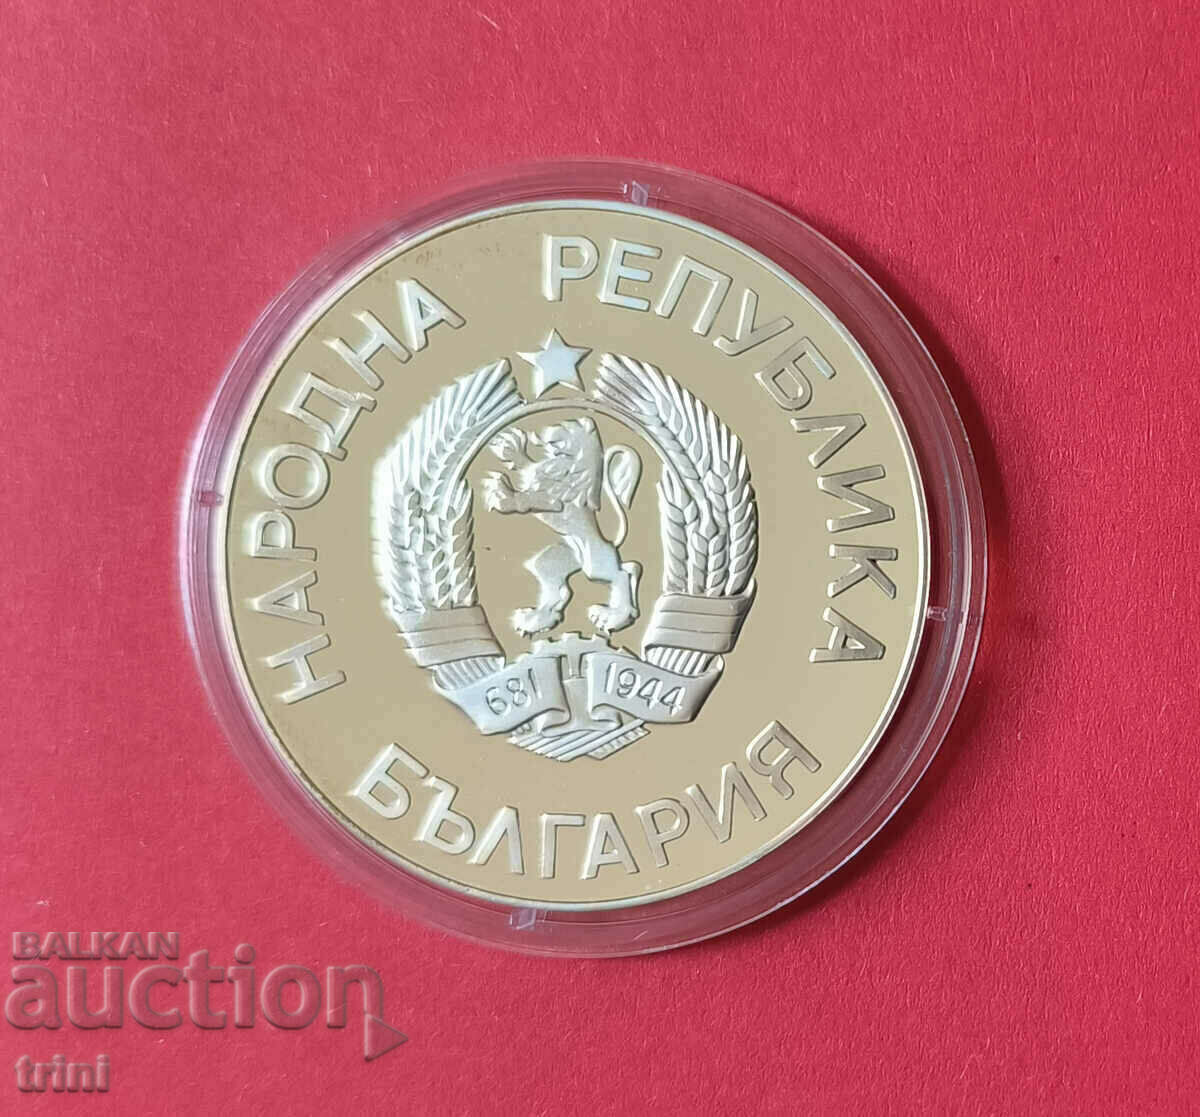 НАРОДНА РЕПУБЛИКА
БЪЛГАРИЯ
681 1944
BALKAN
auction
trini